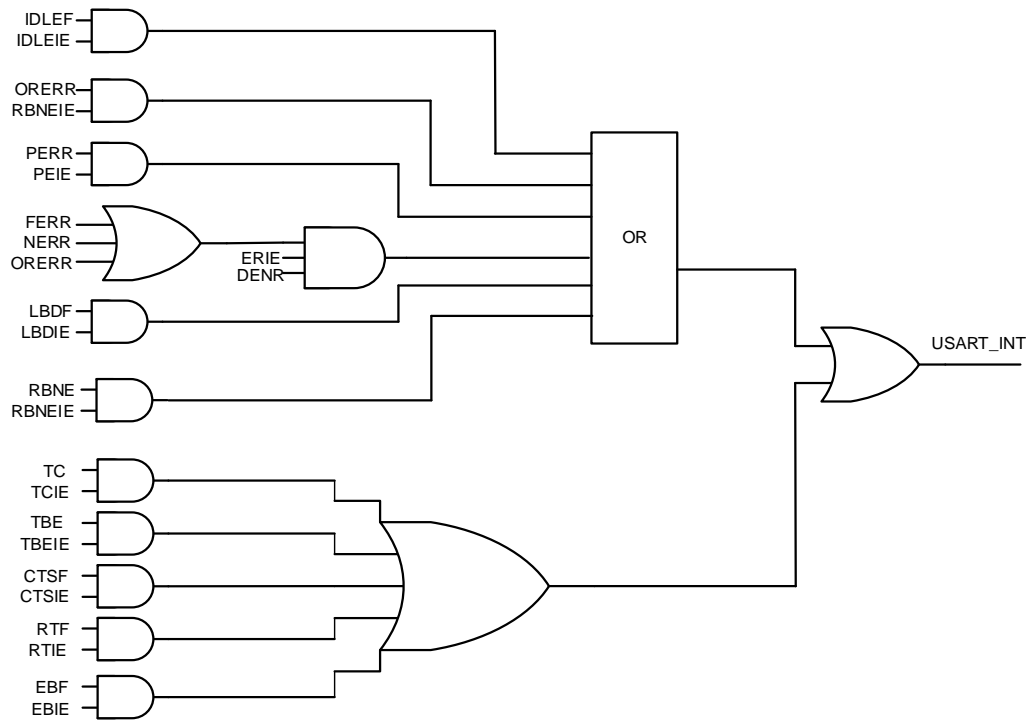 IDLEF
IDLEIE
ORERR
RBNEIE
PERR
PEIE
FERR
NERR
ORERR
ERIE
DENR
LBDF
LBDIE
RBNE
RBNEIE
OR
USART_INT
TC
TCIE
TBE
TBEIE
CTSF
CTSIE
RTF
RTIE
EBF
EBIE